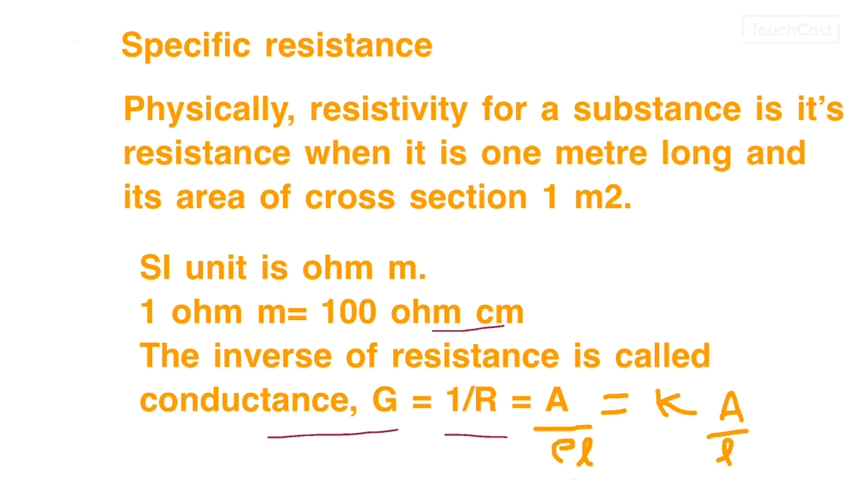 TouchCast
Specific resistance
Physically, resistivity for a substance is it's
resistance when it is one metre long and
its area of cross section 1 m2.
SI unit is ohm m.
1 ohm m= 100 ohm cm
The inverse of resistance is called
conductance, G = 1/R = A/ρl = κ A/l